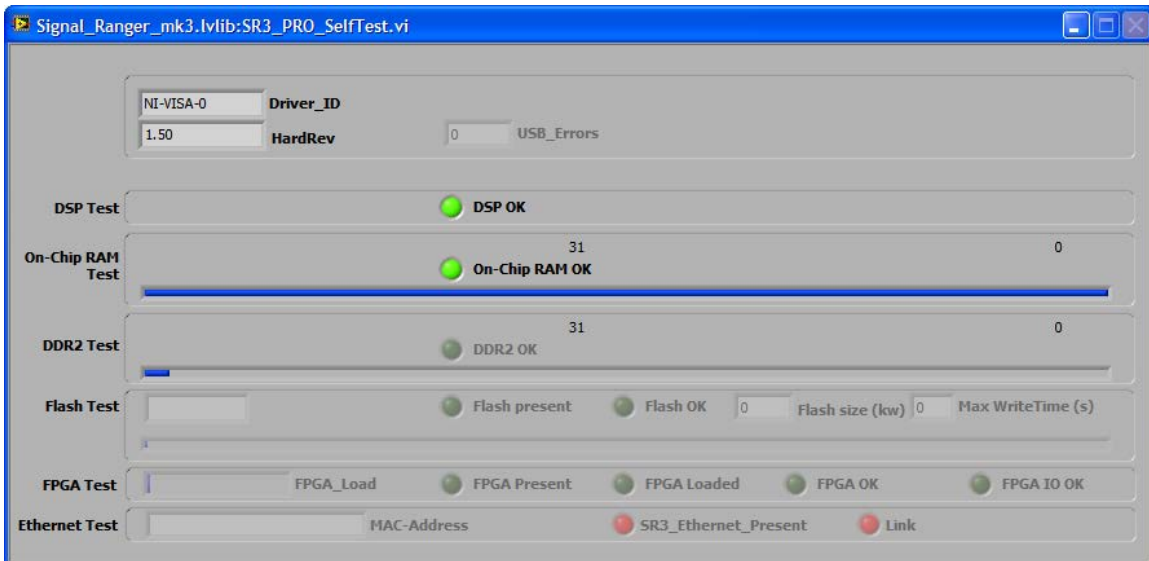 Signal_Ranger_mk3.lvlib:SR3_PRO_SelfTest.vi
NI-VISA-0 Driver_ID
1.50 HardRev 0 USB_Errors
DSP Test DSP OK
31 0
On-Chip RAM
Test
On-Chip RAM OK
31 0
DDR2 Test DDR2 OK
Flash Test Flash present Flash OK 0 Flash size (kw) 0 Max WriteTime (s)
FPGA Test FPGA_Load FPGA Present FPGA Loaded FPGA OK FPGA IO OK
Ethernet Test MAC-Address SR3_Ethernet_Present Link